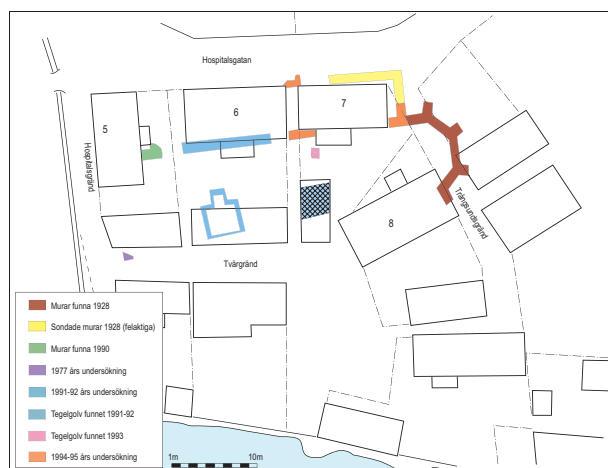 Hospitalsgatan
5
6
7
Hospitalsgränd
Trångsundsgränd
8
Tvärgränd
Murar funna 1928
Sondade murar 1928 (felaktiga)
Murar funna 1990
1977 års undersökning
1991-92 års undersökning
Tegelgolv funnet 1991-92
Tegelgolv funnet 1993
1994-95 års undersökning
1m
10m